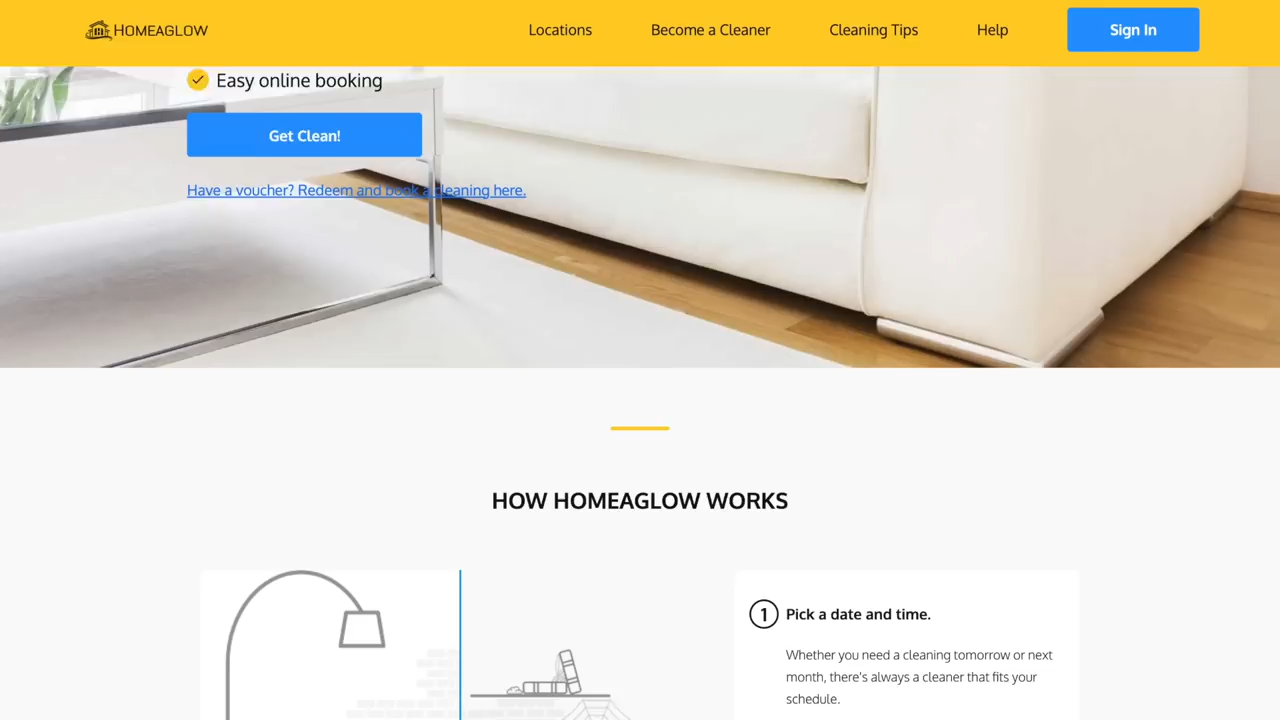 HOMEAGLOW
Locations
Become a Cleaner
Cleaning Tips
Help
Sign In
Easy online booking
Get Clean!
Have a voucher? Redeem and book a cleaning here.
HOW HOMEAGLOW WORKS
1 Pick a date and time.
Whether you need a cleaning tomorrow or next
month, there's always a cleaner that fits your
schedule.